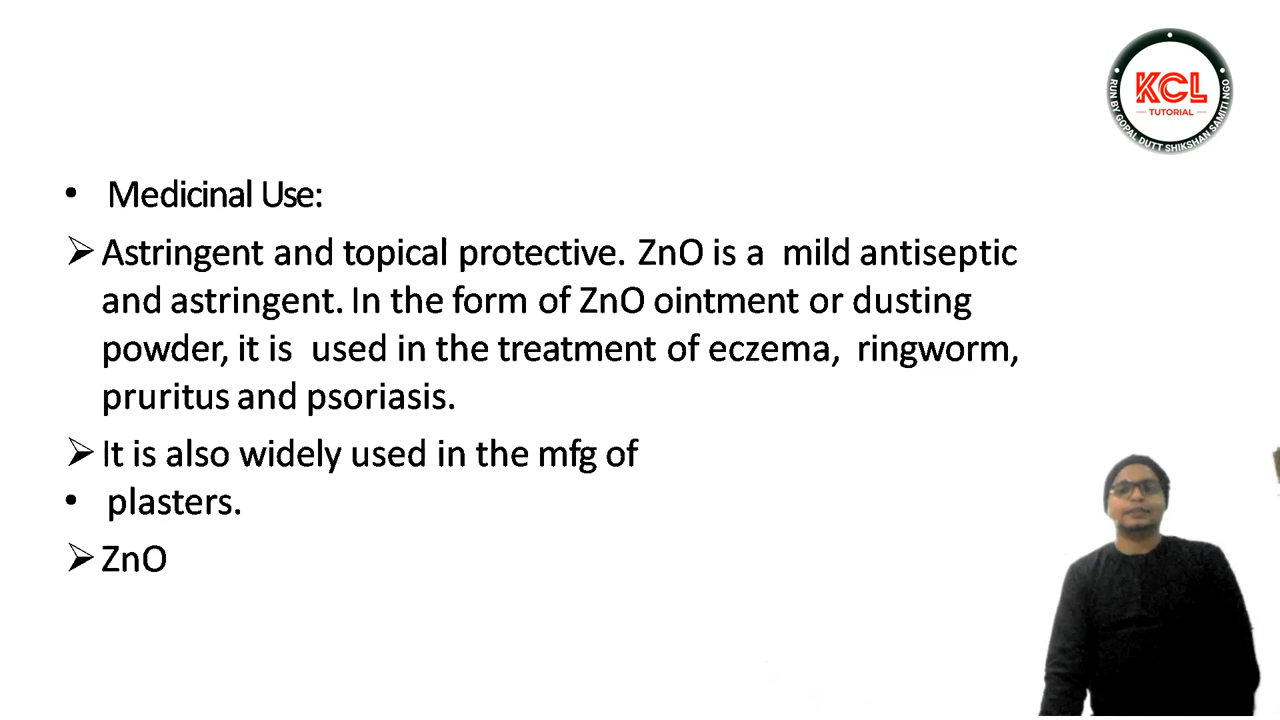 KCL
TUTORIAL
RUN BY GOPAL DUTT SHIKSHAN SAMITI NGO
• Medicinal Use:
➢ Astringent and topical protective. ZnO is a mild antiseptic
and astringent. In the form of ZnO ointment or dusting
powder, it is used in the treatment of eczema, ringworm,
pruritus and psoriasis.
➢ It is also widely used in the mfg of
• plasters.
➢ ZnO